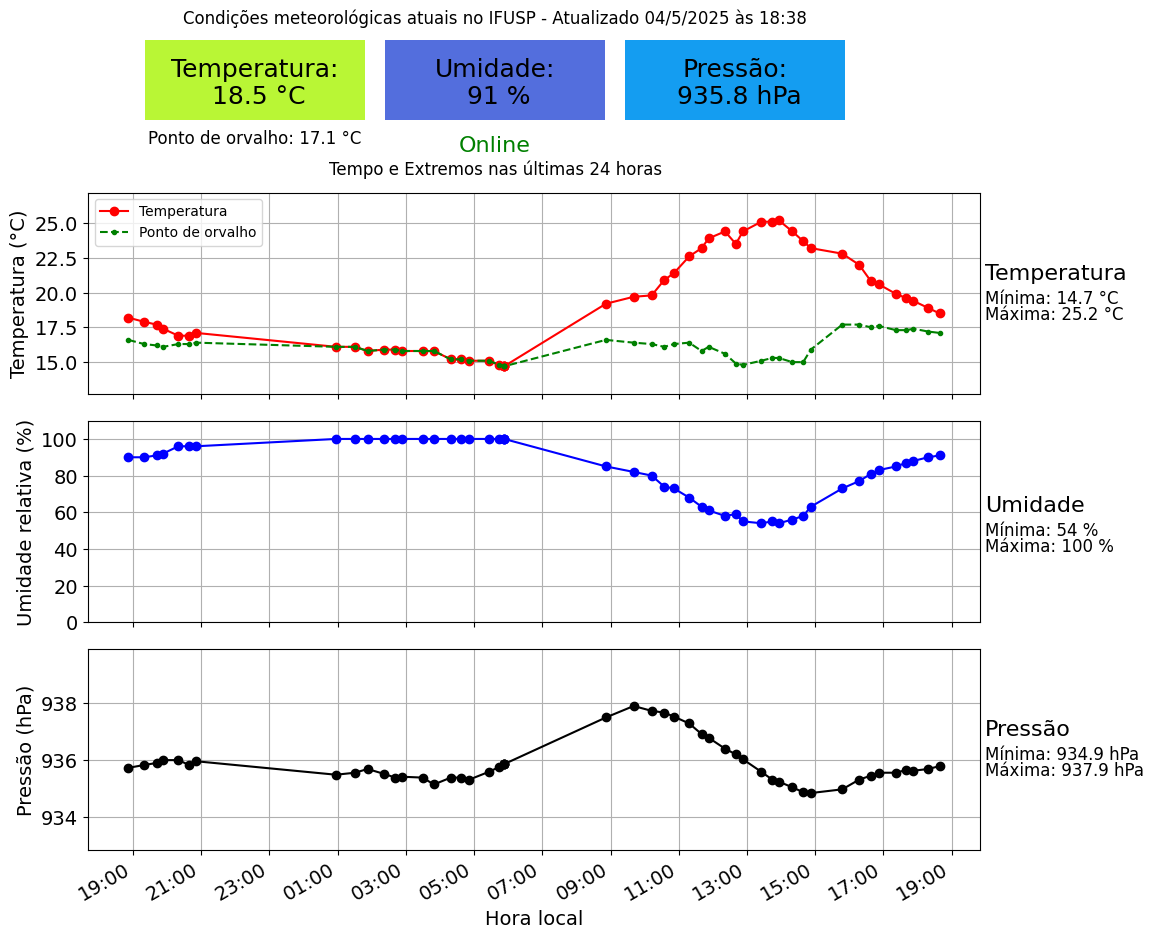 Condições meteorológicas atuais no IFUSP - Atualizado 04/5/2025 às 18:38
Temperatura:
18.5 °C
Umidade:
91 %
Pressão:
935.8 hPa
Ponto de orvalho: 17.1 °C
Online
Tempo e Extremos nas últimas 24 horas
Temperatura (°C)
25.0
22.5
20.0
17.5
15.0
Temperatura
Ponto de orvalho
Temperatura
Mínima: 14.7 °C
Máxima: 25.2 °C
Umidade relativa (%)
100
80
60
40
20
0
Umidade
Mínima: 54 %
Máxima: 100 %
Pressão (hPa)
938
936
934
Pressão
Mínima: 934.9 hPa
Máxima: 937.9 hPa
19:00
21:00
23:00
01:00
03:00
05:00
07:00
09:00
11:00
13:00
15:00
17:00
19:00
Hora local